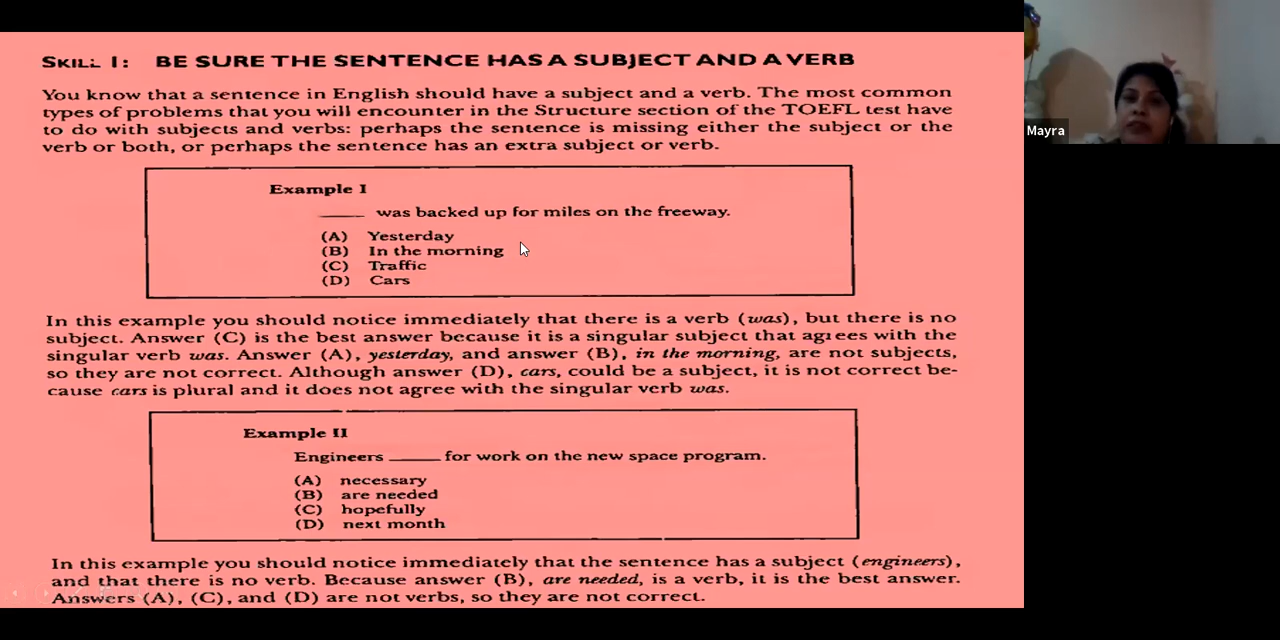 SKILL 1: BE SURE THE SENTENCE HAS A SUBJECT AND A VERB
You know that a sentence in English should have a subject and a verb. The most common
types of problems that you will encounter in the Structure section of the TOEFL test have
to do with subjects and verbs: perhaps the sentence is missing either the subject or the
verb or both, or perhaps the sentence has an extra subject or verb.
Example I
____ was backed up for miles on the freeway.
(A) Yesterday
(B) In the morning
(C) Traffic
(D) Cars
In this example you should notice immediately that there is a verb (was), but there is no
subject. Answer (C) is the best answer because it is a singular subject that agrees with the
singular verb was. Answer (A), yesterday, and answer (B), in the morning, are not subjects,
so they are not correct. Although answer (D), cars, could be a subject, it is not correct be-
cause cars is plural and it does not agree with the singular verb was.
Example II
Engineers ____ for work on the new space program.
(A) necessary
(B) are needed
(C) hopefully
(D) next month
In this example you should notice immediately that the sentence has a subject (engineers),
and that there is no verb. Because answer (B), are needed, is a verb, it is the best answer.
Answers (A), (C), and (D) are not verbs, so they are not correct.
Mayra